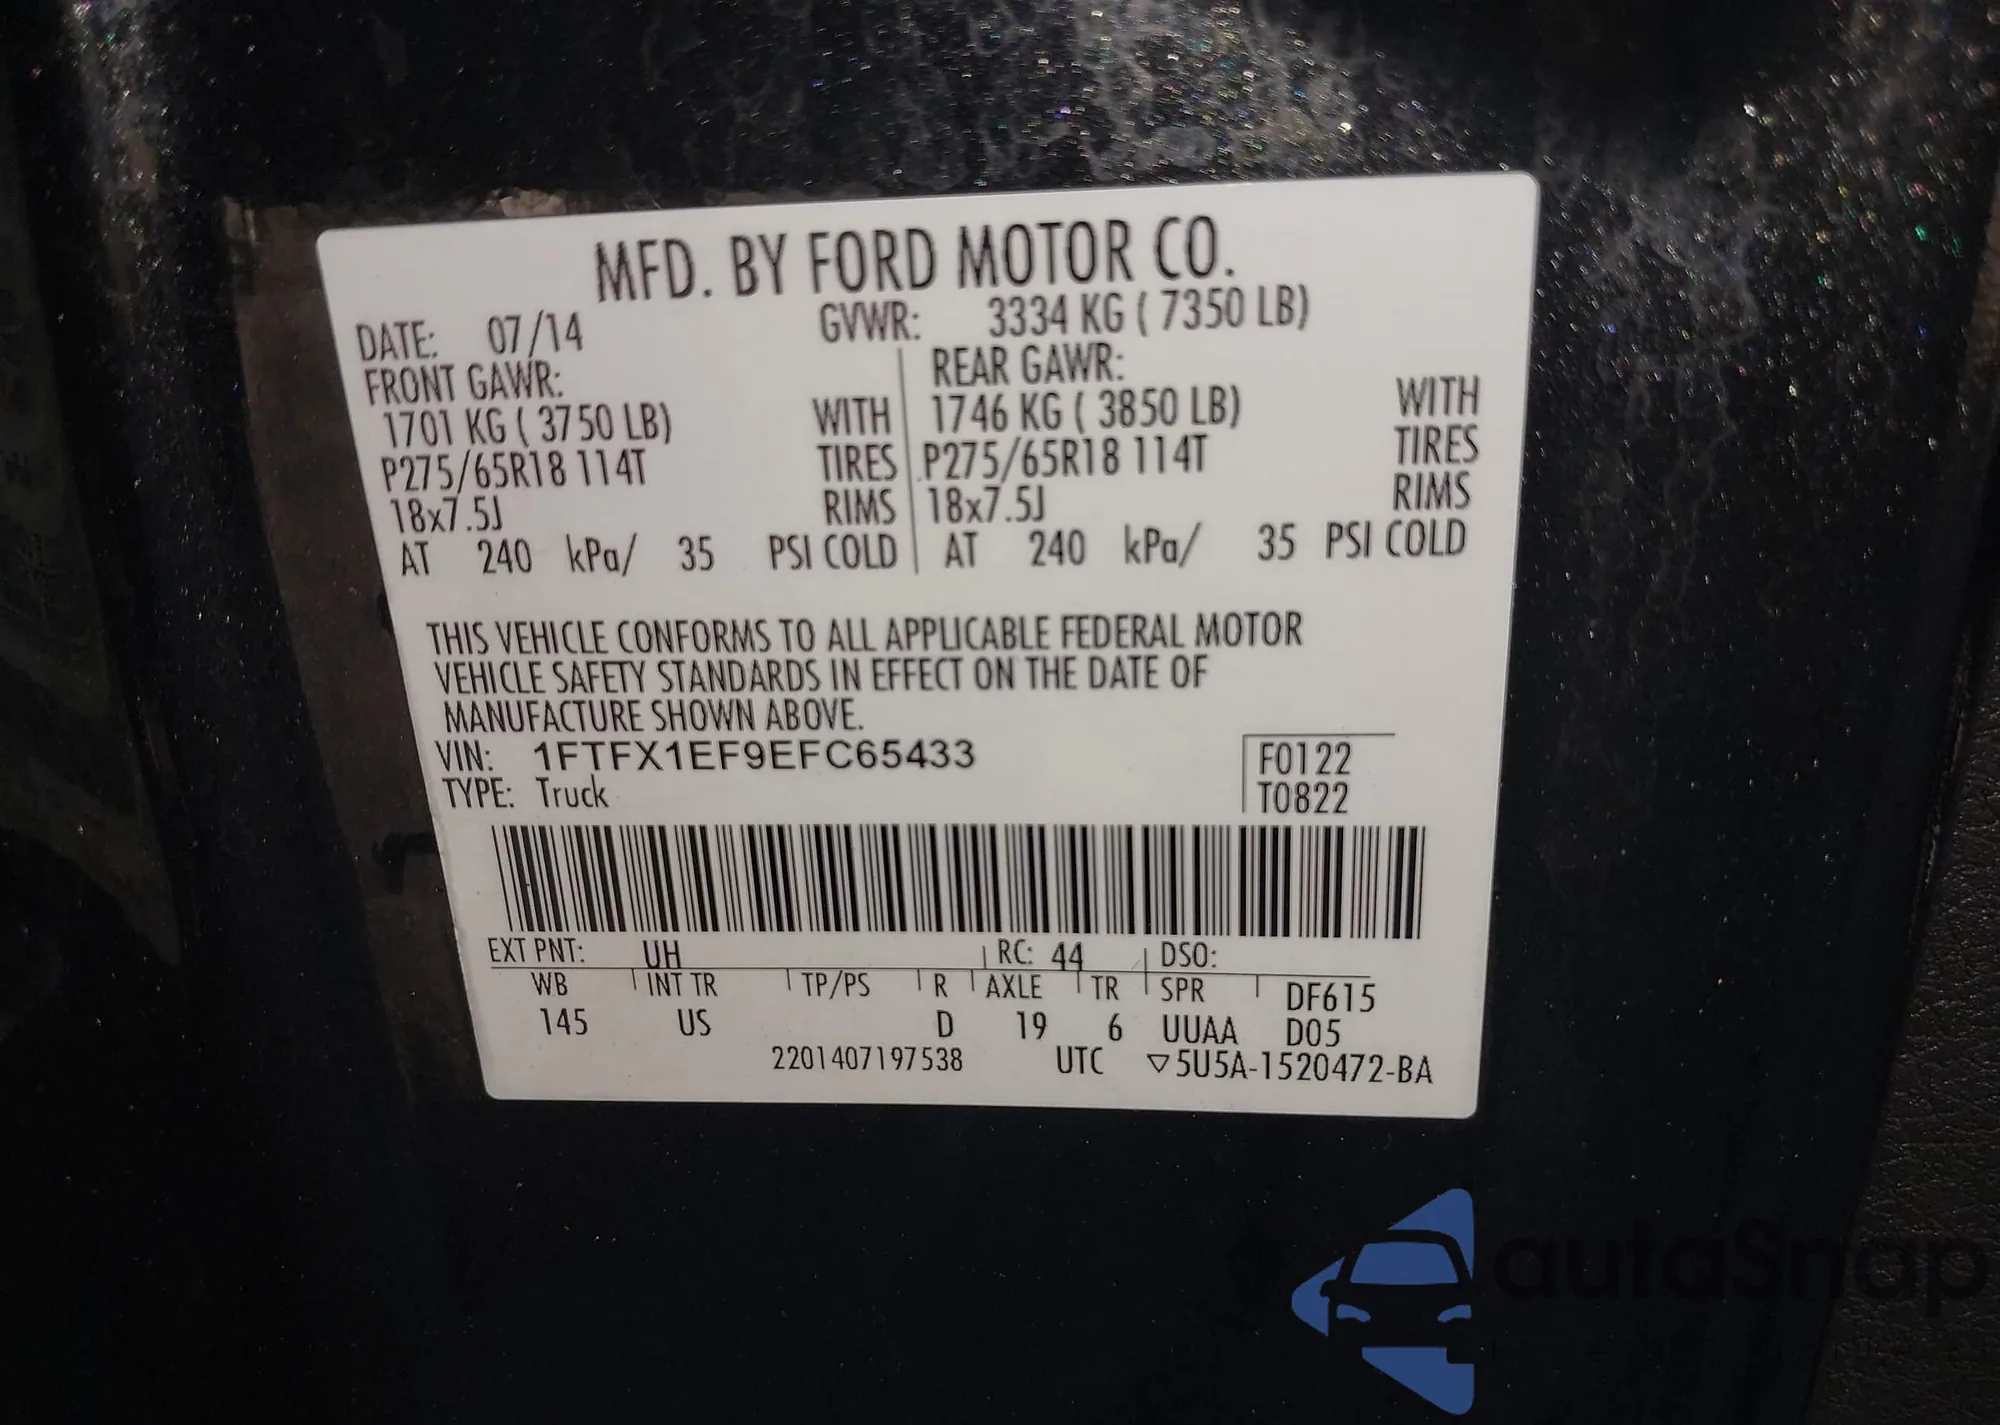 MFD. BY FORD MOTOR CO.
DATE: 07/14 GVWR: 3334 KG ( 7350 LB)
FRONT GAWR: REAR GAWR:
1701 KG ( 3750 LB) WITH 1746 KG ( 3850 LB) WITH
P275/65R18 114T TIRES P275/65R18 114T TIRES
18x7.5J RIMS 18x7.5J RIMS
AT 240 kPa/ 35 PSI COLD AT 240 kPa/ 35 PSI COLD
THIS VEHICLE CONFORMS TO ALL APPLICABLE FEDERAL MOTOR
VEHICLE SAFETY STANDARDS IN EFFECT ON THE DATE OF
MANUFACTURE SHOWN ABOVE.
VIN: 1FTFX1EF9EFC65433 F0122
TYPE: Truck T0822
EXT PNT: UH RC: 44 DSO:
WB INT TR TP/PS R AXLE TR SPR DF615
145 US D 19 6 UUAA D05
2201407197538 UTC ▽5U5A-1520472-BA
autaSnap